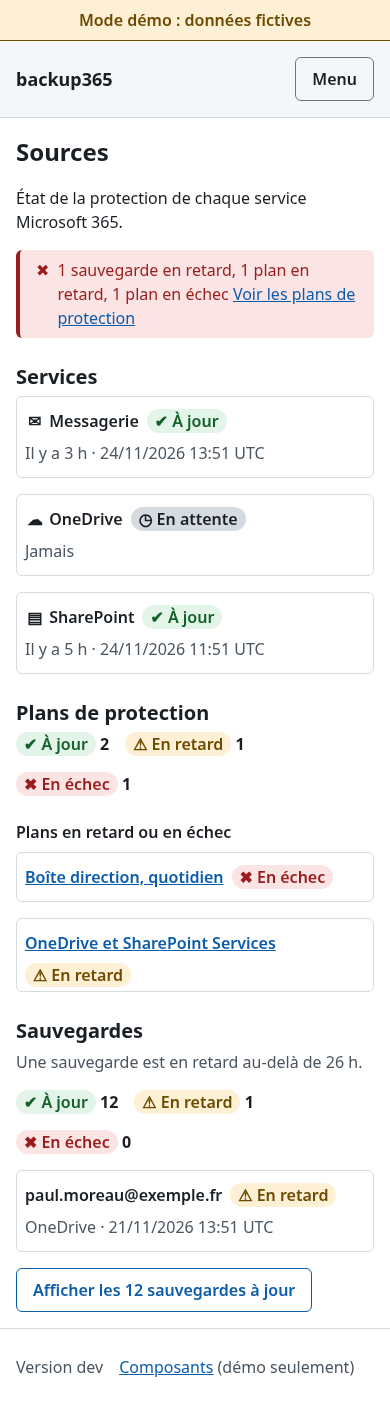 Mode démo : données fictives
backup365
Menu
Sources
État de la protection de chaque service
Microsoft 365.
✖ 1 sauvegarde en retard, 1 plan en
retard, 1 plan en échec Voir les plans de
protection
Services
✉ Messagerie ✔ À jour
Il y a 3 h · 24/11/2026 13:51 UTC
☁ OneDrive ◷ En attente
Jamais
▤ SharePoint ✔ À jour
Il y a 5 h · 24/11/2026 11:51 UTC
Plans de protection
✔ À jour 2 ⚠ En retard 1
✖ En échec 1
Plans en retard ou en échec
Boîte direction, quotidien ✖ En échec
OneDrive et SharePoint Services
⚠ En retard
Sauvegardes
Une sauvegarde est en retard au-delà de 26 h.
✔ À jour 12 ⚠ En retard 1
✖ En échec 0
paul.moreau@exemple.fr ⚠ En retard
OneDrive · 21/11/2026 13:51 UTC
Afficher les 12 sauvegardes à jour
Version dev Composants (démo seulement)